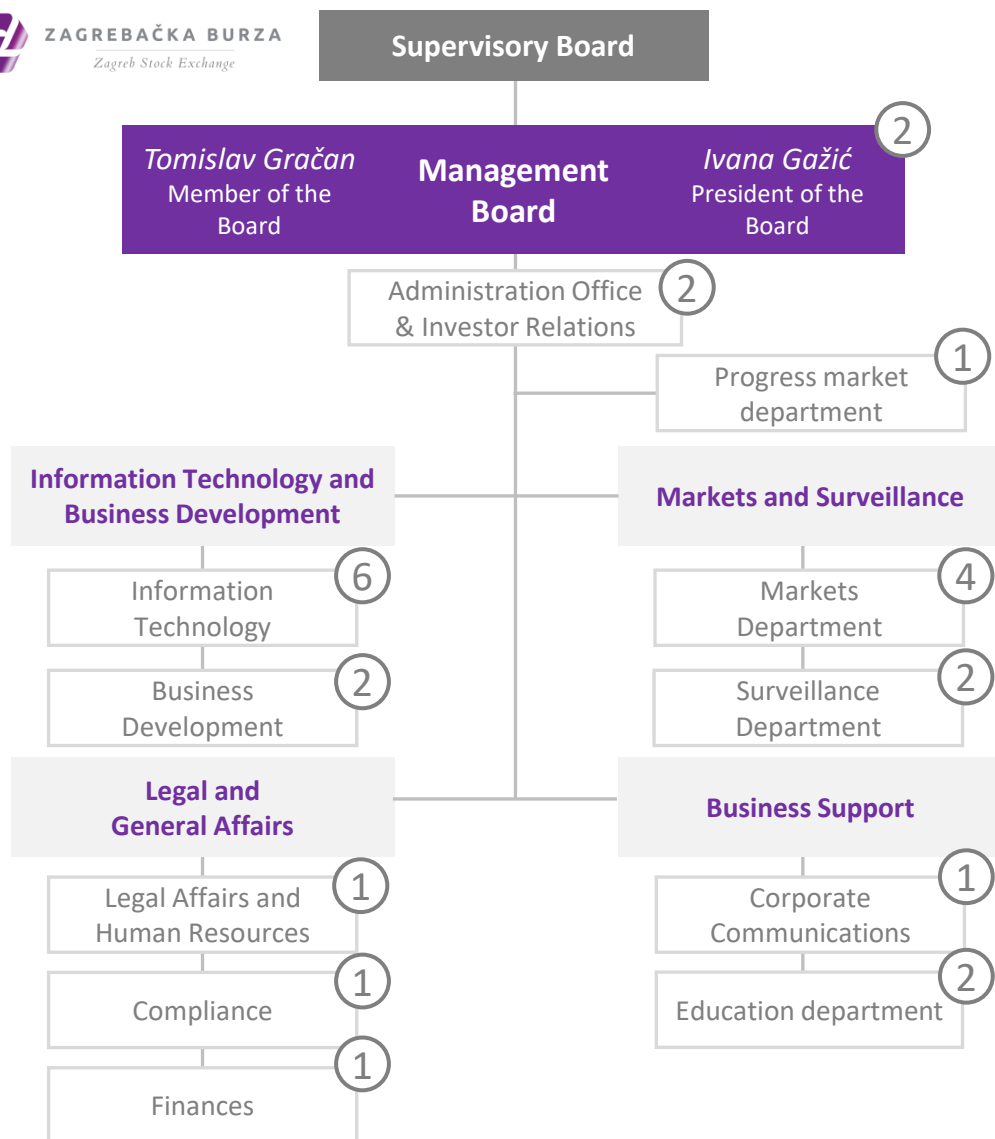 ZAGREBAČKA BURZA
Zagreb Stock Exchange
Supervisory Board
2
Tomislav Gračan
Member of the
Board
Management
Board
Ivana Gažić
President of the
Board
2
Administration Office
& Investor Relations
1
Progress market
department
Information Technology and
Business Development
Markets and Surveillance
6
Information
Technology
4
Markets
Department
2
Business
Development
2
Surveillance
Department
Legal and
General Affairs
Business Support
1
Legal Affairs and
Human Resources
1
Corporate
Communications
1
Compliance
2
Education department
1
Finances